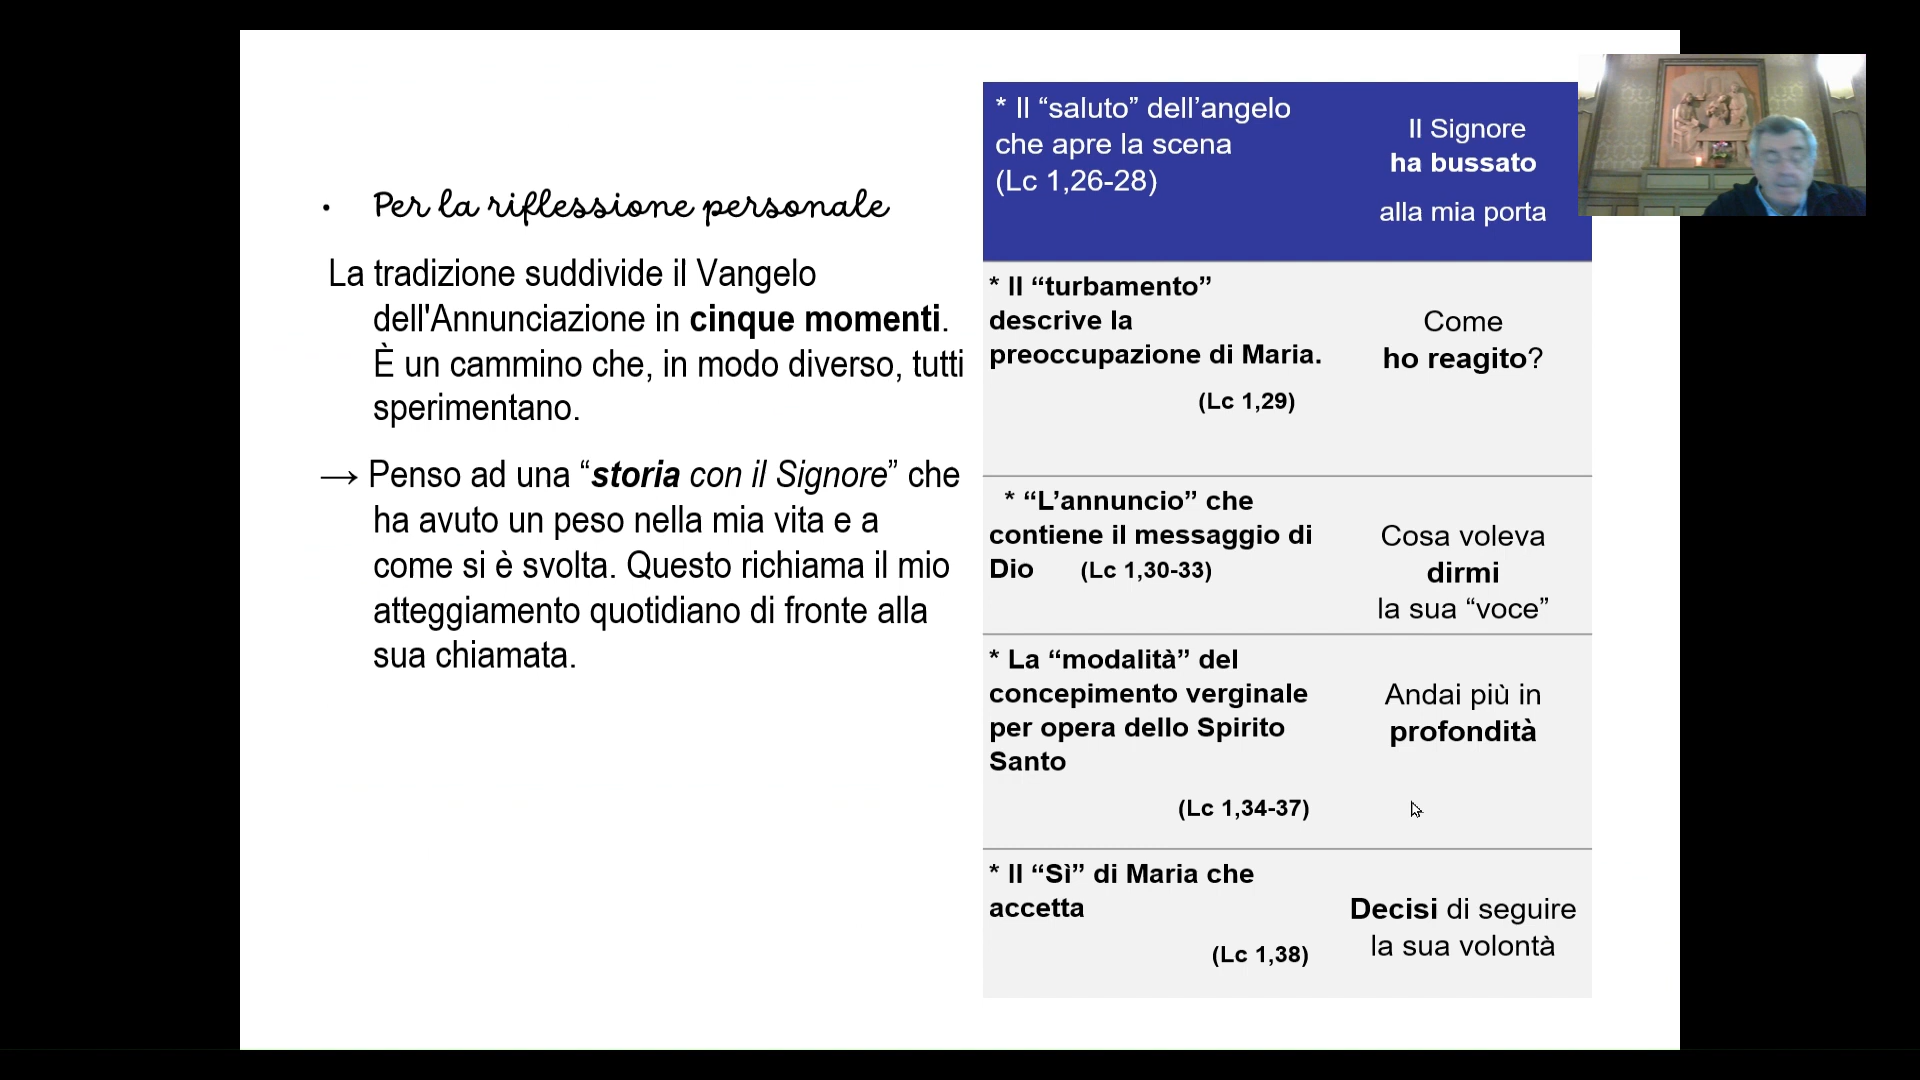 • Per la riflessione personale
La tradizione suddivide il Vangelo
dell'Annunciazione in cinque momenti.
È un cammino che, in modo diverso, tutti
sperimentano.
→ Penso ad una “storia con il Signore” che
ha avuto un peso nella mia vita e a
come si è svolta. Questo richiama il mio
atteggiamento quotidiano di fronte alla
sua chiamata.
* Il “saluto” dell’angelo
che apre la scena
(Lc 1,26-28)
Il Signore
ha bussato
alla mia porta
* Il “turbamento”
descrive la
preoccupazione di Maria.
(Lc 1,29)
Come
ho reagito?
* “L’annuncio” che
contiene il messaggio di
Dio (Lc 1,30-33)
Cosa voleva
dirmi
la sua “voce”
* La “modalità” del
concepimento verginale
per opera dello Spirito
Santo
(Lc 1,34-37)
Andai più in
profondità
* Il “Sì” di Maria che
accetta
(Lc 1,38)
Decisi di seguire
la sua volontà